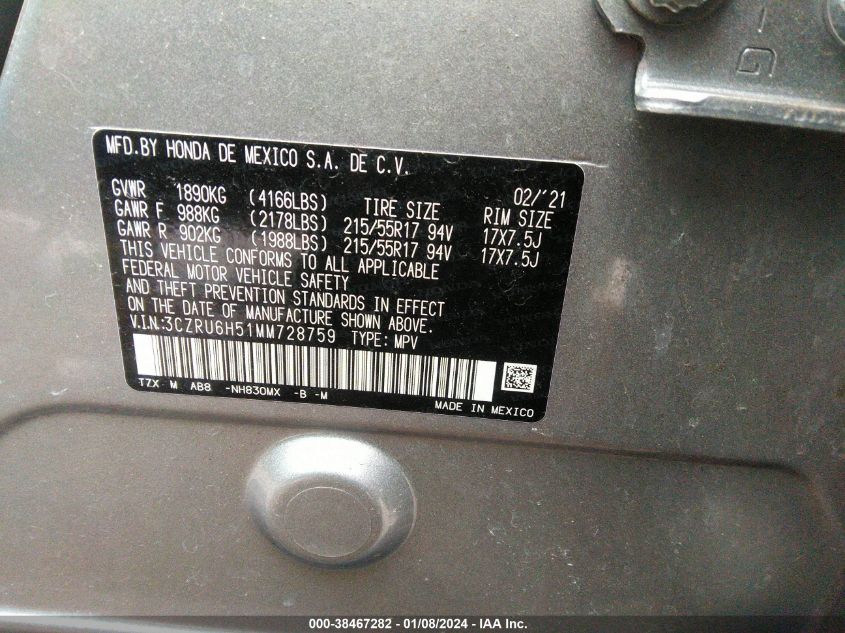 MFD.BY HONDA DE MEXICO S.A. DE C.V.
02/'21
GVWR 1890KG (4166LBS) TIRE SIZE RIM SIZE
GAWR F 988KG (2178LBS) 215/55R17 94V 17X7.5J
GAWR R 902KG (1988LBS) 215/55R17 94V 17X7.5J
THIS VEHICLE CONFORMS TO ALL APPLICABLE
FEDERAL MOTOR VEHICLE SAFETY
AND THEFT PREVENTION STANDARDS IN EFFECT
ON THE DATE OF MANUFACTURE SHOWN ABOVE.
V.I.N:3CZRU6H51MM728759 TYPE: MPV
TZX M AB8 -NH830MX -B -M
MADE IN MEXICO
000-38467282 - 01/08/2024 - IAA Inc.